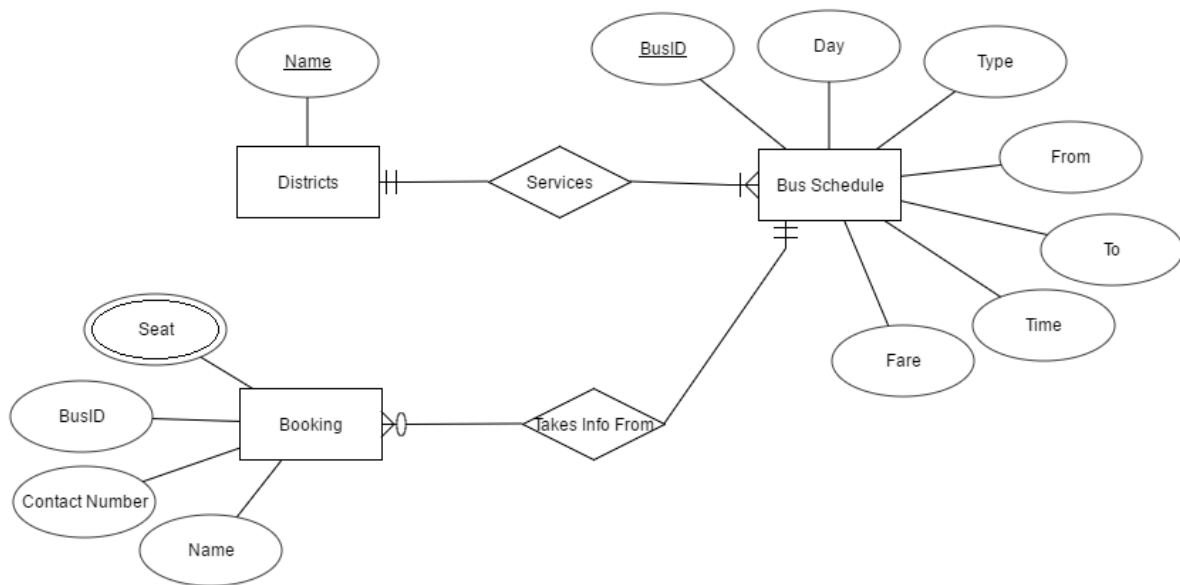 Name
BusID
Day
Type
From
To
Time
Fare
Districts
Services
Bus Schedule
Seat
BusID
Contact Number
Name
Booking
Takes Info From